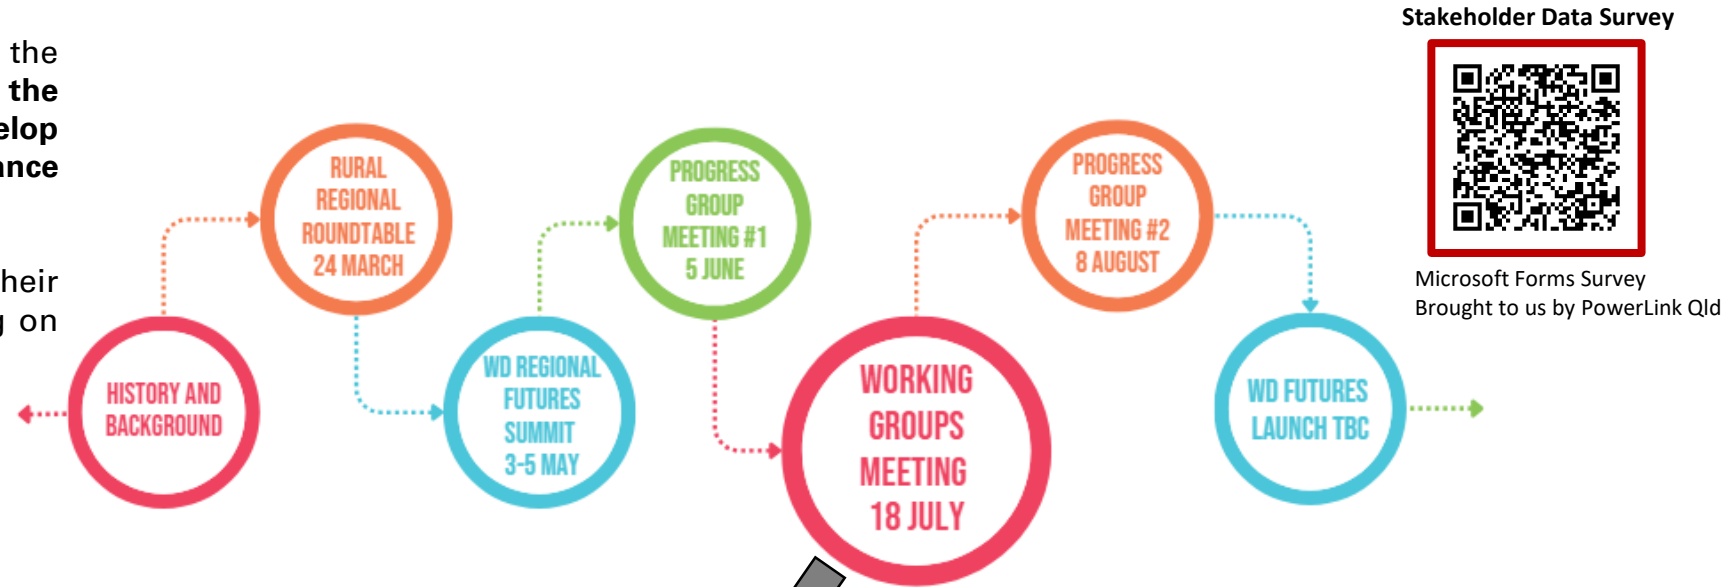 the
the
elop
ance
heir
g on
HISTORY AND
BACKGROUND
RURAL
REGIONAL
ROUNDTABLE
24 MARCH
WD REGIONAL
FUTURES
SUMMIT
3-5 MAY
PROGRESS
GROUP
MEETING #1
5 JUNE
WORKING
GROUPS
MEETING
18 JULY
PROGRESS
GROUP
MEETING #2
8 AUGUST
WD FUTURES
LAUNCH TBC
Stakeholder Data Survey
Microsoft Forms Survey
Brought to us by PowerLink Qld